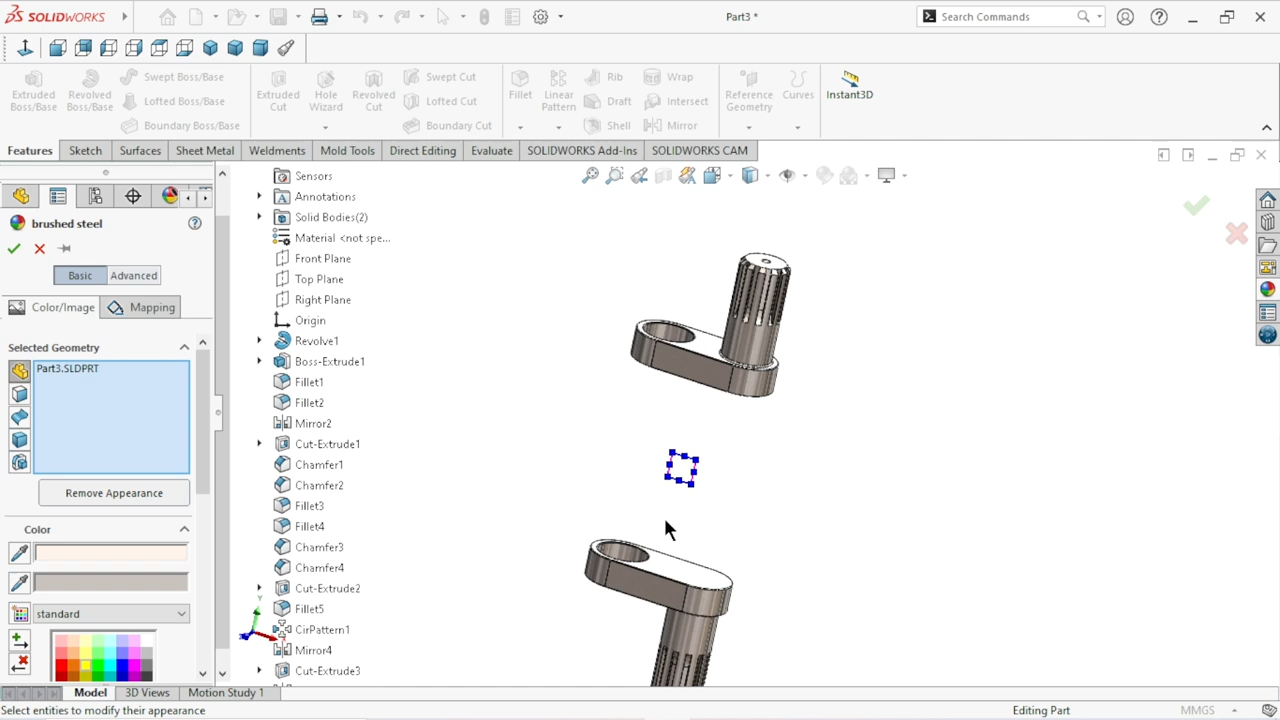 SOLIDWORKS
Part3 *
Search Commands
Extruded Boss/Base
Revolved Boss/Base
Swept Boss/Base
Lofted Boss/Base
Boundary Boss/Base
Extruded Cut
Hole Wizard
Revolved Cut
Swept Cut
Lofted Cut
Boundary Cut
Fillet
Linear Pattern
Rib
Draft
Shell
Wrap
Intersect
Mirror
Reference Geometry
Curves
Instant3D
Features
Sketch
Surfaces
Sheet Metal
Weldments
Mold Tools
Direct Editing
Evaluate
SOLIDWORKS Add-Ins
SOLIDWORKS CAM
brushed steel
Basic
Advanced
Color/Image
Mapping
Selected Geometry
Part3.SLDPRT
Remove Appearance
Color
standard
Sensors
Annotations
Solid Bodies(2)
Material <not spe...
Front Plane
Top Plane
Right Plane
Origin
Revolve1
Boss-Extrude1
Fillet1
Fillet2
Mirror2
Cut-Extrude1
Chamfer1
Chamfer2
Fillet3
Fillet4
Chamfer3
Chamfer4
Cut-Extrude2
Fillet5
CirPattern1
Mirror4
Cut-Extrude3
Y
Model
3D Views
Motion Study 1
Select entities to modify their appearance
Editing Part
MMGS